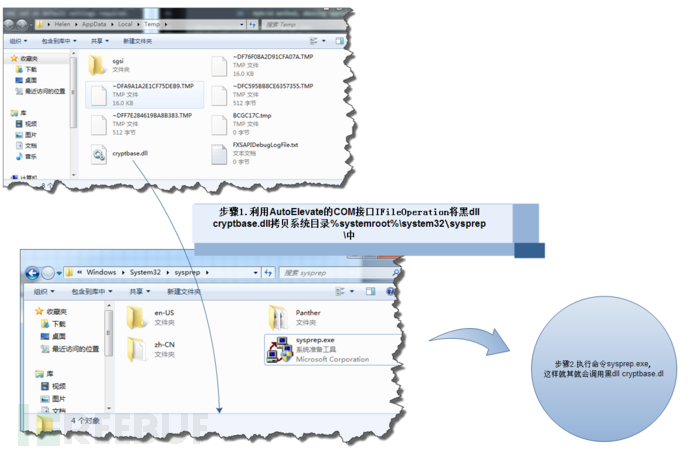 Helen ▸ AppData ▸ Local ▸ Temp ▸
搜索 Temp
组织 ▾ 包含到库中 ▾ 共享 ▾ 新建文件夹
收藏夹
下载
桌面
最近访问的位置
库
视频
图片
文档
音乐
计算机
sgsi
文件夹
~DF76F08A2D91CFA07A.TMP
TMP 文件
16.0 KB
~DFA9A1A2E1CF75DEB9.TMP
TMP 文件
16.0 KB
~DFC595BB8CE6357355.TMP
TMP 文件
512 字节
~DFF7E284619BA8B383.TMP
TMP 文件
512 字节
BCGC17C.tmp
TMP 文件
0 字节
cryptbase.dll
FXSAPIDebugLogFile.txt
文本文档
0 字节
步骤1.利用AutoElevate的COM接口IFileOperation将黑dll
cryptbase.dll拷贝系统目录%systemroot%\system32\sysprep
\中
« Windows ▸ System32 ▸ sysprep ▸
搜索 sysprep
组织 ▾ 包含到库中 ▾ 共享 ▾ 新建文件夹
收藏夹
下载
桌面
最近访问的位置
库
视频
图片
文档
en-US
文件夹
Panther
文件夹
zh-CN
文件夹
sysprep.exe
系统准备工具
Microsoft Corporation
4 个对象
步骤2.执行命令sysprep.exe,
这样就其就会调用黑dll cryptbase.dl
REEBUF